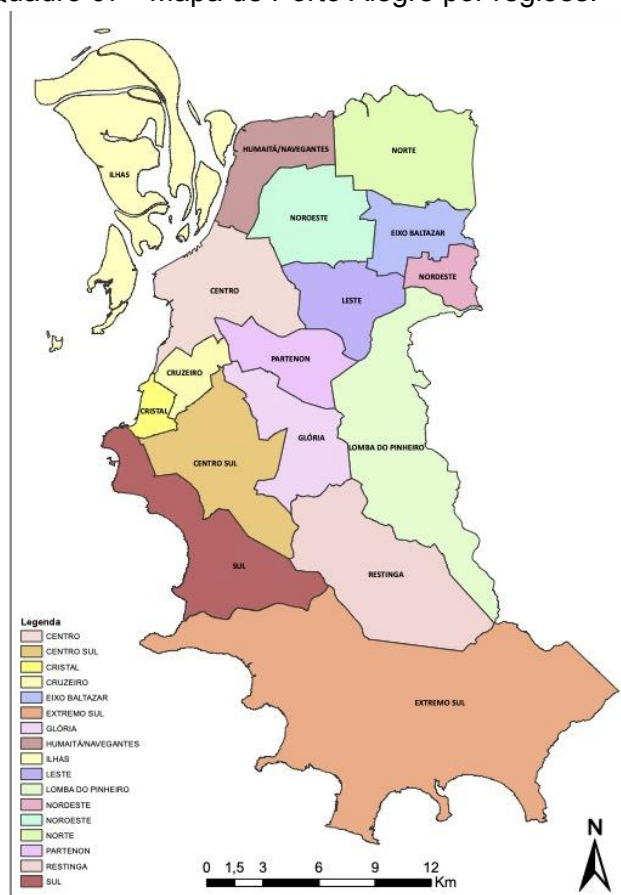 Mapa de Porto Alegre por regiões.
HUMAITÁ/NAVEGANTES
NORTE
ILHAS
NOROESTE
EIXO BALTAZAR
NORDESTE
CENTRO
LESTE
PARTENON
CRUZEIRO
CRISTAL
GLÓRIA
LOMBA DO PINHEIRO
CENTRO SUL
SUL
RESTINGA
EXTREMO SUL
Legenda
CENTRO
CENTRO SUL
CRISTAL
CRUZEIRO
EIXO BALTAZAR
EXTREMO SUL
GLÓRIA
HUMAITÁ/NAVEGANTES
ILHAS
LESTE
LOMBA DO PINHEIRO
NORDESTE
NOROESTE
NORTE
PARTENON
RESTINGA
SUL
0 1,5 3 6 9 12
Km
N